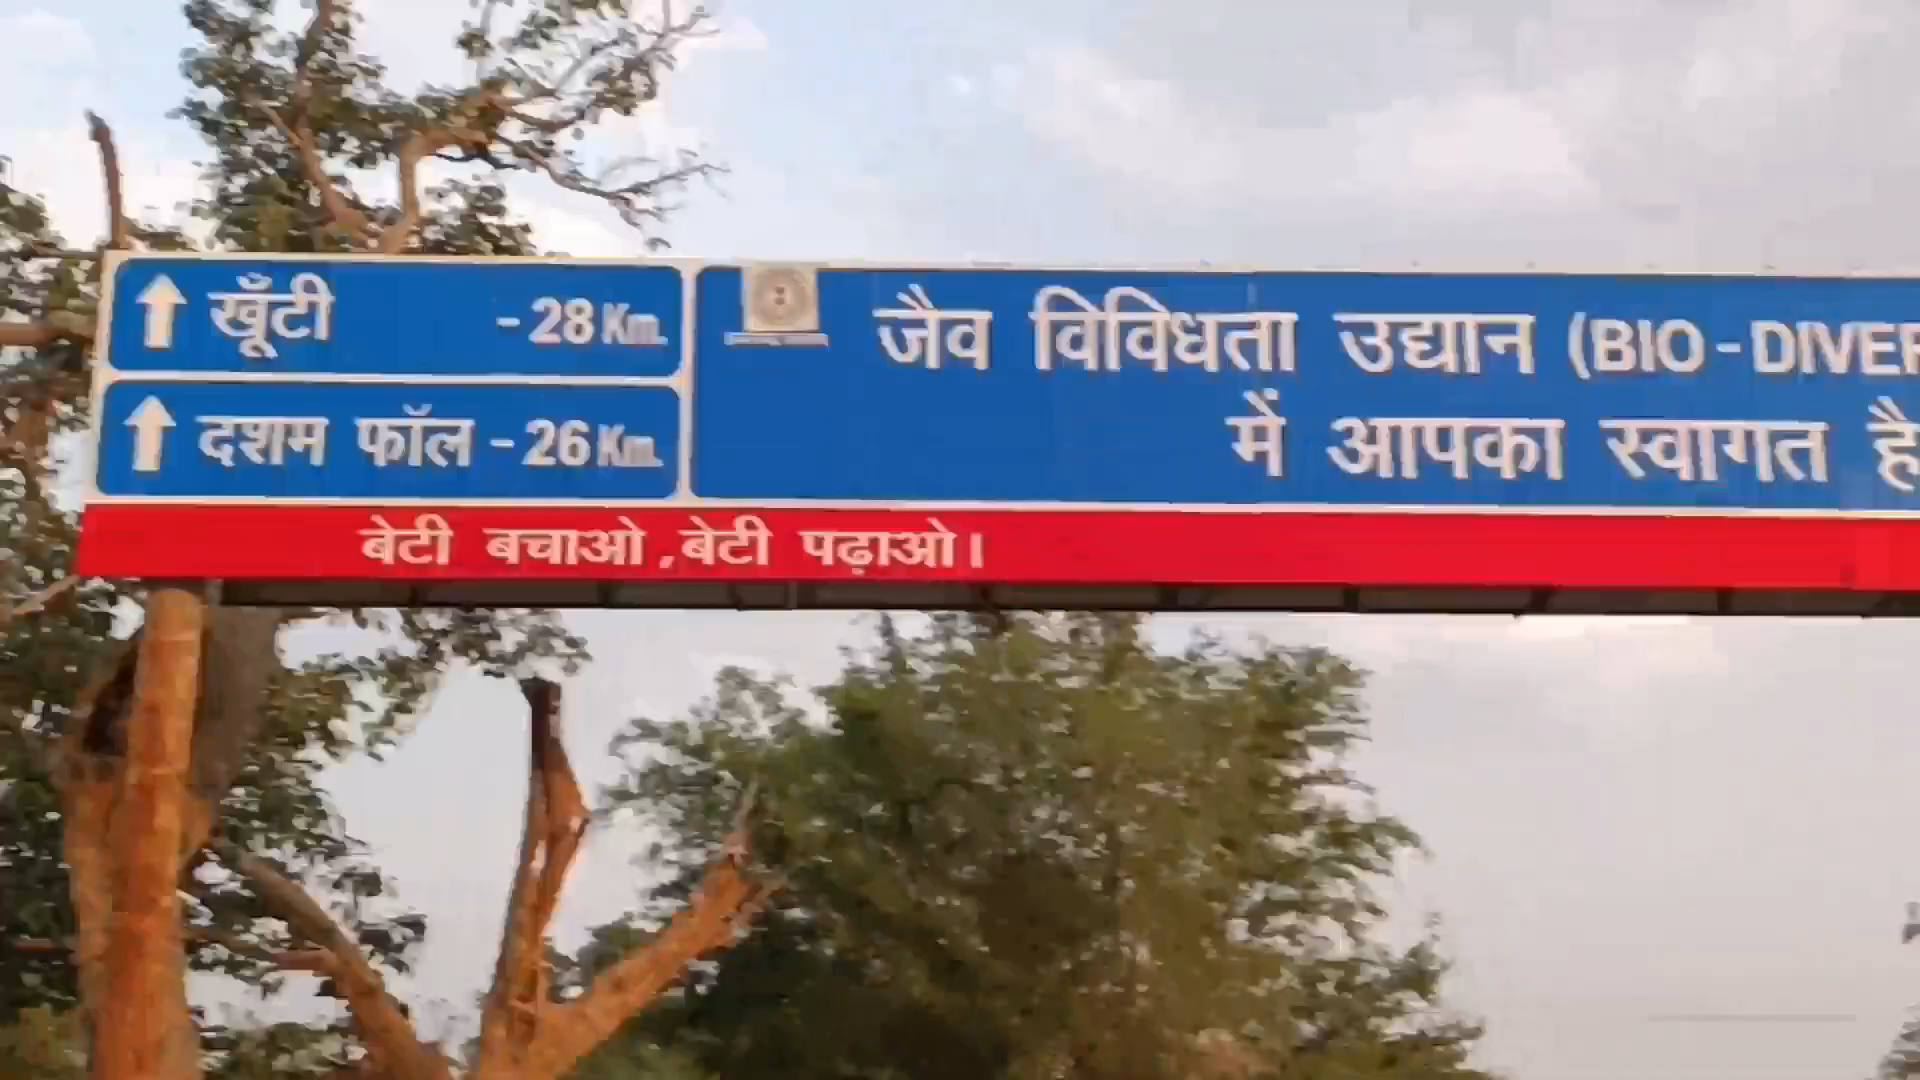 खूँटी - 28 Km.
दशम फॉल - 26 Km.
जैव विविधता उद्यान (BIO - DIVER
में आपका स्वागत है
बेटी बचाओ , बेटी पढ़ाओ।